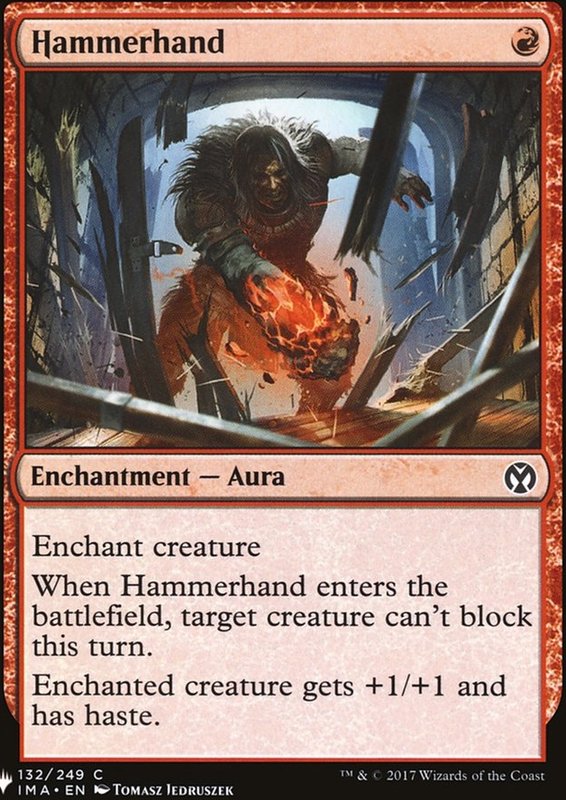 Hammerhand
Enchantment — Aura
Enchant creature
When Hammerhand enters the
battlefield, target creature can't block
this turn.
Enchanted creature gets +1/+1 and
has haste.
132/249 C
IMA • EN Tomasz Jedruszek
™ & © 2017 Wizards of the Coast